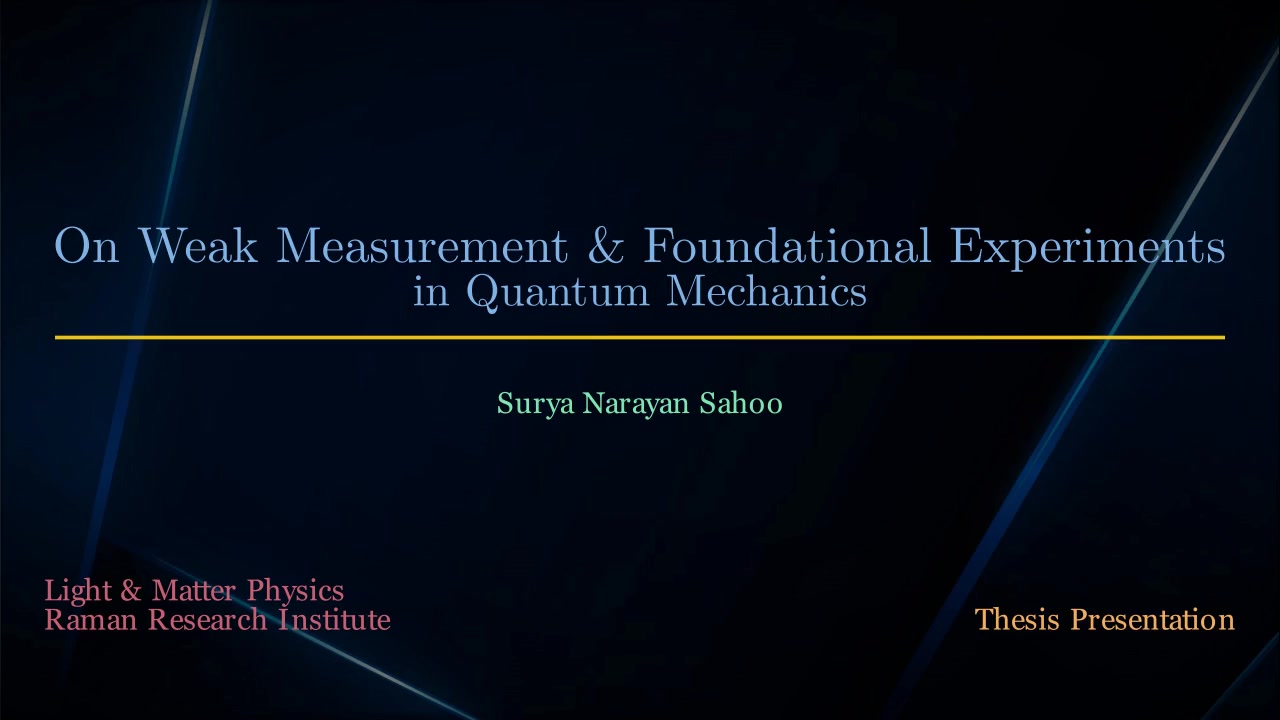 On Weak Measurement & Foundational Experiments
in Quantum Mechanics
Surya Narayan Sahoo
Light & Matter Physics
Raman Research Institute
Thesis Presentation